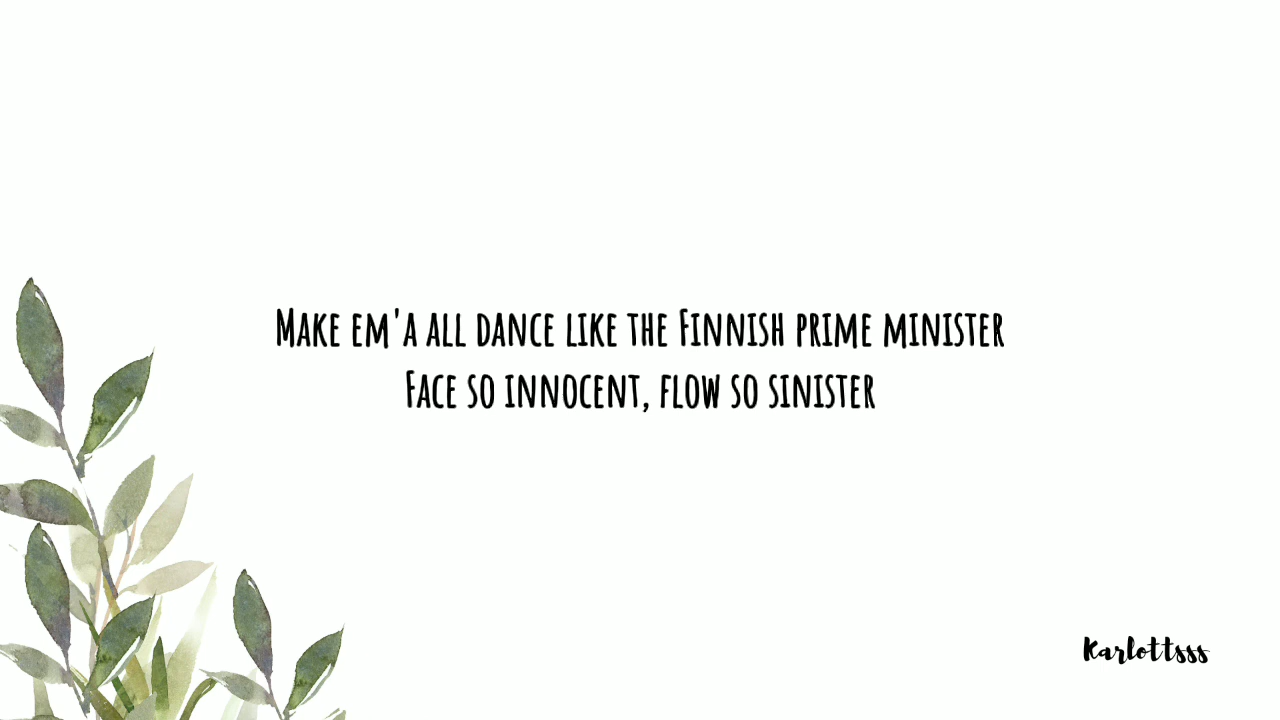 Make em'a all dance like the Finnish prime minister
Face so innocent, flow so sinister
Karlottsss